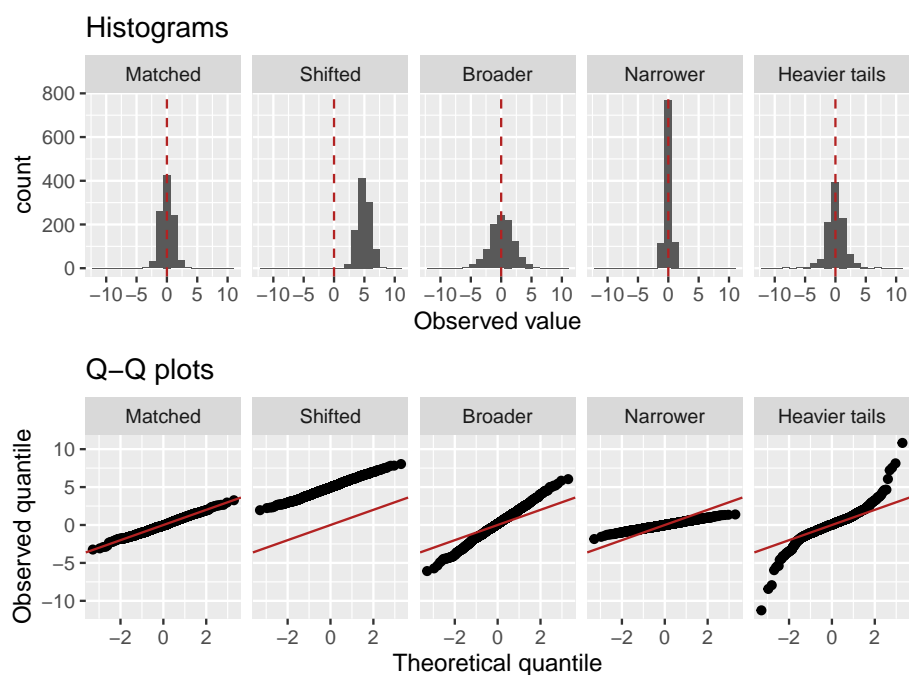 Histograms
Matched Shifted Broader Narrower Heavier tails
800
600
400
200
0
count
−10 −5 0 5 10 −10 −5 0 5 10 −10 −5 0 5 10 −10 −5 0 5 10 −10 −5 0 5 10
Observed value
Q−Q plots
Matched Shifted Broader Narrower Heavier tails
10
5
0
−5
−10
Observed quantile
−2 0 2 −2 0 2 −2 0 2 −2 0 2 −2 0 2
Theoretical quantile